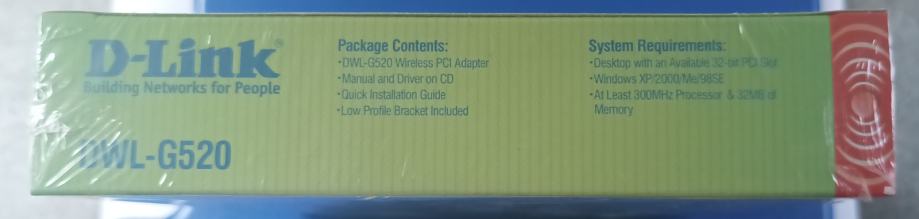 D-Link
Building Networks for People
DWL-G520
Package Contents:
•DWL-G520 Wireless PCI Adapter
•Manual and Driver on CD
•Quick Installation Guide
•Low Profile Bracket Included
System Requirements:
•Desktop with an Available 32-bit PCI Slot
•Windows XP/2000/Me/98SE
•At Least 300MHz Processor & 32MB of
Memory